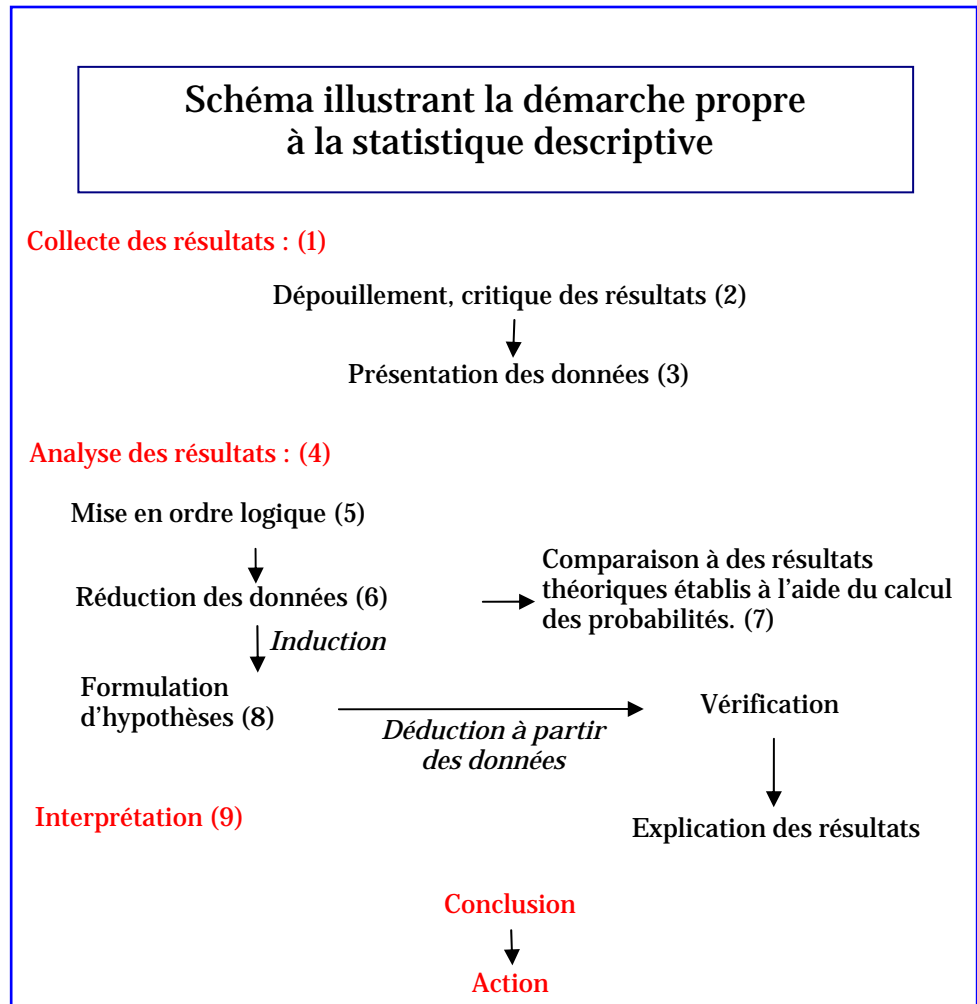 Schéma illustrant la démarche propre
à la statistique descriptive
Collecte des résultats : (1)
Dépouillement, critique des résultats (2)
Présentation des données (3)
Analyse des résultats : (4)
Mise en ordre logique (5)
Réduction des données (6)
Comparaison à des résultats
théoriques établis à l'aide du calcul
des probabilités. (7)
Induction
Formulation
d'hypothèses (8)
Déduction à partir
des données
Vérification
Interprétation (9)
Explication des résultats
Conclusion
Action